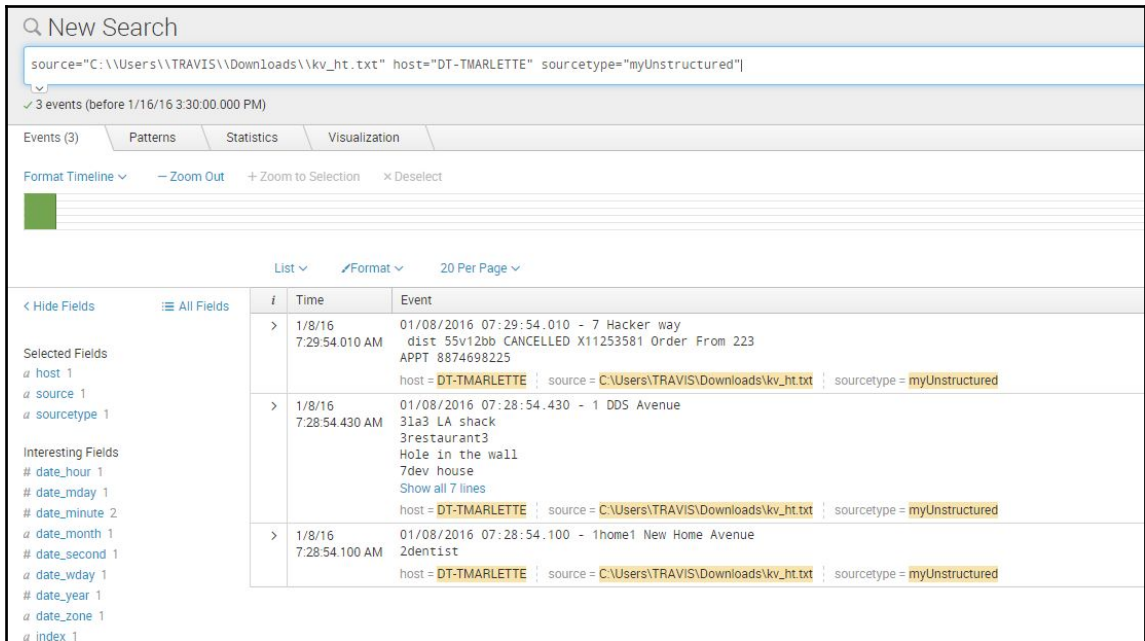 New Search
source="C:\\Users\\TRAVIS\\Downloads\\kv_ht.txt" host="DT-TMARLETTE" sourcetype="myUnstructured"
✓ 3 events (before 1/16/16 3:30:00.000 PM)
Events (3) Patterns Statistics Visualization
Format Timeline — Zoom Out + Zoom to Selection × Deselect
List Format 20 Per Page
< Hide Fields All Fields
i Time Event
Selected Fields
a host 1
a source 1
a sourcetype 1
Interesting Fields
# date_hour 1
# date_mday 1
# date_minute 2
a date_month 1
# date_second 1
a date_wday 1
# date_year 1
a date_zone 1
a index 1
> 1/8/16 01/08/2016 07:29:54.010 - 7 Hacker way
7:29:54.010 AM dist 55v12bb CANCELLED X11253581 Order From 223
APPT 8874698225
host = DT-TMARLETTE source = C:\Users\TRAVIS\Downloads\kv_ht.txt sourcetype = myUnstructured
> 1/8/16 01/08/2016 07:28:54.430 - 1 DDS Avenue
7:28:54.430 AM 3la3 LA shack
3restaurant3
Hole in the wall
7dev house
Show all 7 lines
host = DT-TMARLETTE source = C:\Users\TRAVIS\Downloads\kv_ht.txt sourcetype = myUnstructured
> 1/8/16 01/08/2016 07:28:54.100 - 1home1 New Home Avenue
7:28:54.100 AM 2dentist
host = DT-TMARLETTE source = C:\Users\TRAVIS\Downloads\kv_ht.txt sourcetype = myUnstructured